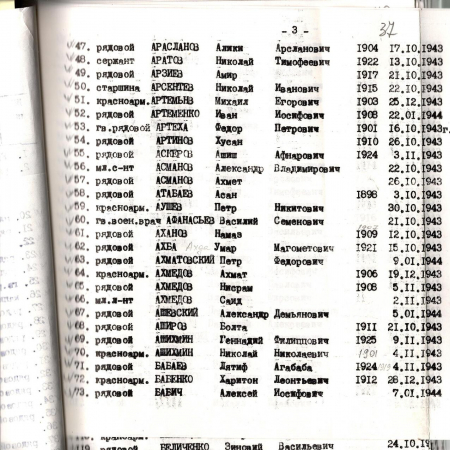 - 3 -
37
47. рядовой АРАСЛАНОВ Алики Арсланович 1904 17.10.1943
48. сержант АРАТОВ Николай Тимофеевич 1922 13.10.1943
49. рядовой АРЗИЕВ Амир 1917 21.10.1943
50. старшина АРСЕНТЕВ Николай Иванович 1915 22.10.1943
51. красноарм. АРТЕМЬЕВ Михаил Егорович 1903 25.12.1943
52. рядовой АРТЕМЕНКО Иван Иосифович 1908 22.01.1944
53. гв.рядовой АРТЕХА Федор Петрович 1901 16.10.1943г.
54. рядовой АРТИНОВ Хусан 1910 26.10.1943
55. рядовой АСКЕРОВ Ашиш Афнарович 1924 3.11.1943
56. мл.с-нт АСМАНОВ Александр Владимирович 22.10.1943
57. рядовой АСМАНОВ Ахмет 26.10.1943
58. рядовой АТАБАЕВ Асан 1898 3.10.1943
59. красноарм. АУШЕВ Петр Никитович 30.10.1943
60. гв.воен.врач АФАНАСЬЕВ Василий Семенович 21.10.1943
61. рядовой АХАНОВ Намаз 1909 12.10.1943
62. рядовой АХБА Умар Магометович 1921 15.10.1943
63. рядовой АХМАТОВСКИЙ Петр Федорович 9.01.1944
64. красноарм. АХМЕДОВ Ахмат 1906 19.12.1943
65. рядовой АХМЕДОВ Нисрам 1908 5.11.1943
66. мл.л-нт АХМЕДОВ Саид 2.11.1943
67. рядовой АШЕВСКИЙ Александр Демьянович 5.01.1944
68. рядовой АШИРОВ Болта 1911 21.10.1943
69. рядовой АШИХМИН Геннадий Филиппович 1925 9.11.1943
70. красноарм. АШИХМИН Николай Николаевич 1901 4.11.1943
71. рядовой БАБАЕВ Лятиф Агабаба 1924 4.11.1943
72. красноарм. БАБЕНКО Харитон Леонтьевич 1912 28.12.1943
73. рядовой БАБИЧ Алексей Иосифович 7.01.1944
рядовой ВЕЛИЧЕНКО Зиновий Васильевич 24.10.19